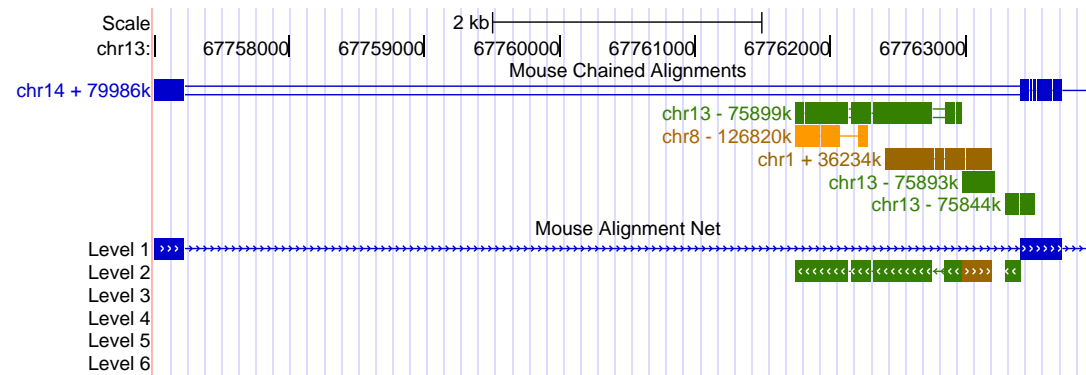 Scale 2 kb
chr13: 67758000 67759000 67760000 67761000 67762000 67763000
Mouse Chained Alignments
chr14 + 79986k
chr13 - 75899k
chr8 - 126820k
chr1 + 36234k
chr13 - 75893k
chr13 - 75844k
Mouse Alignment Net
Level 1
Level 2
Level 3
Level 4
Level 5
Level 6